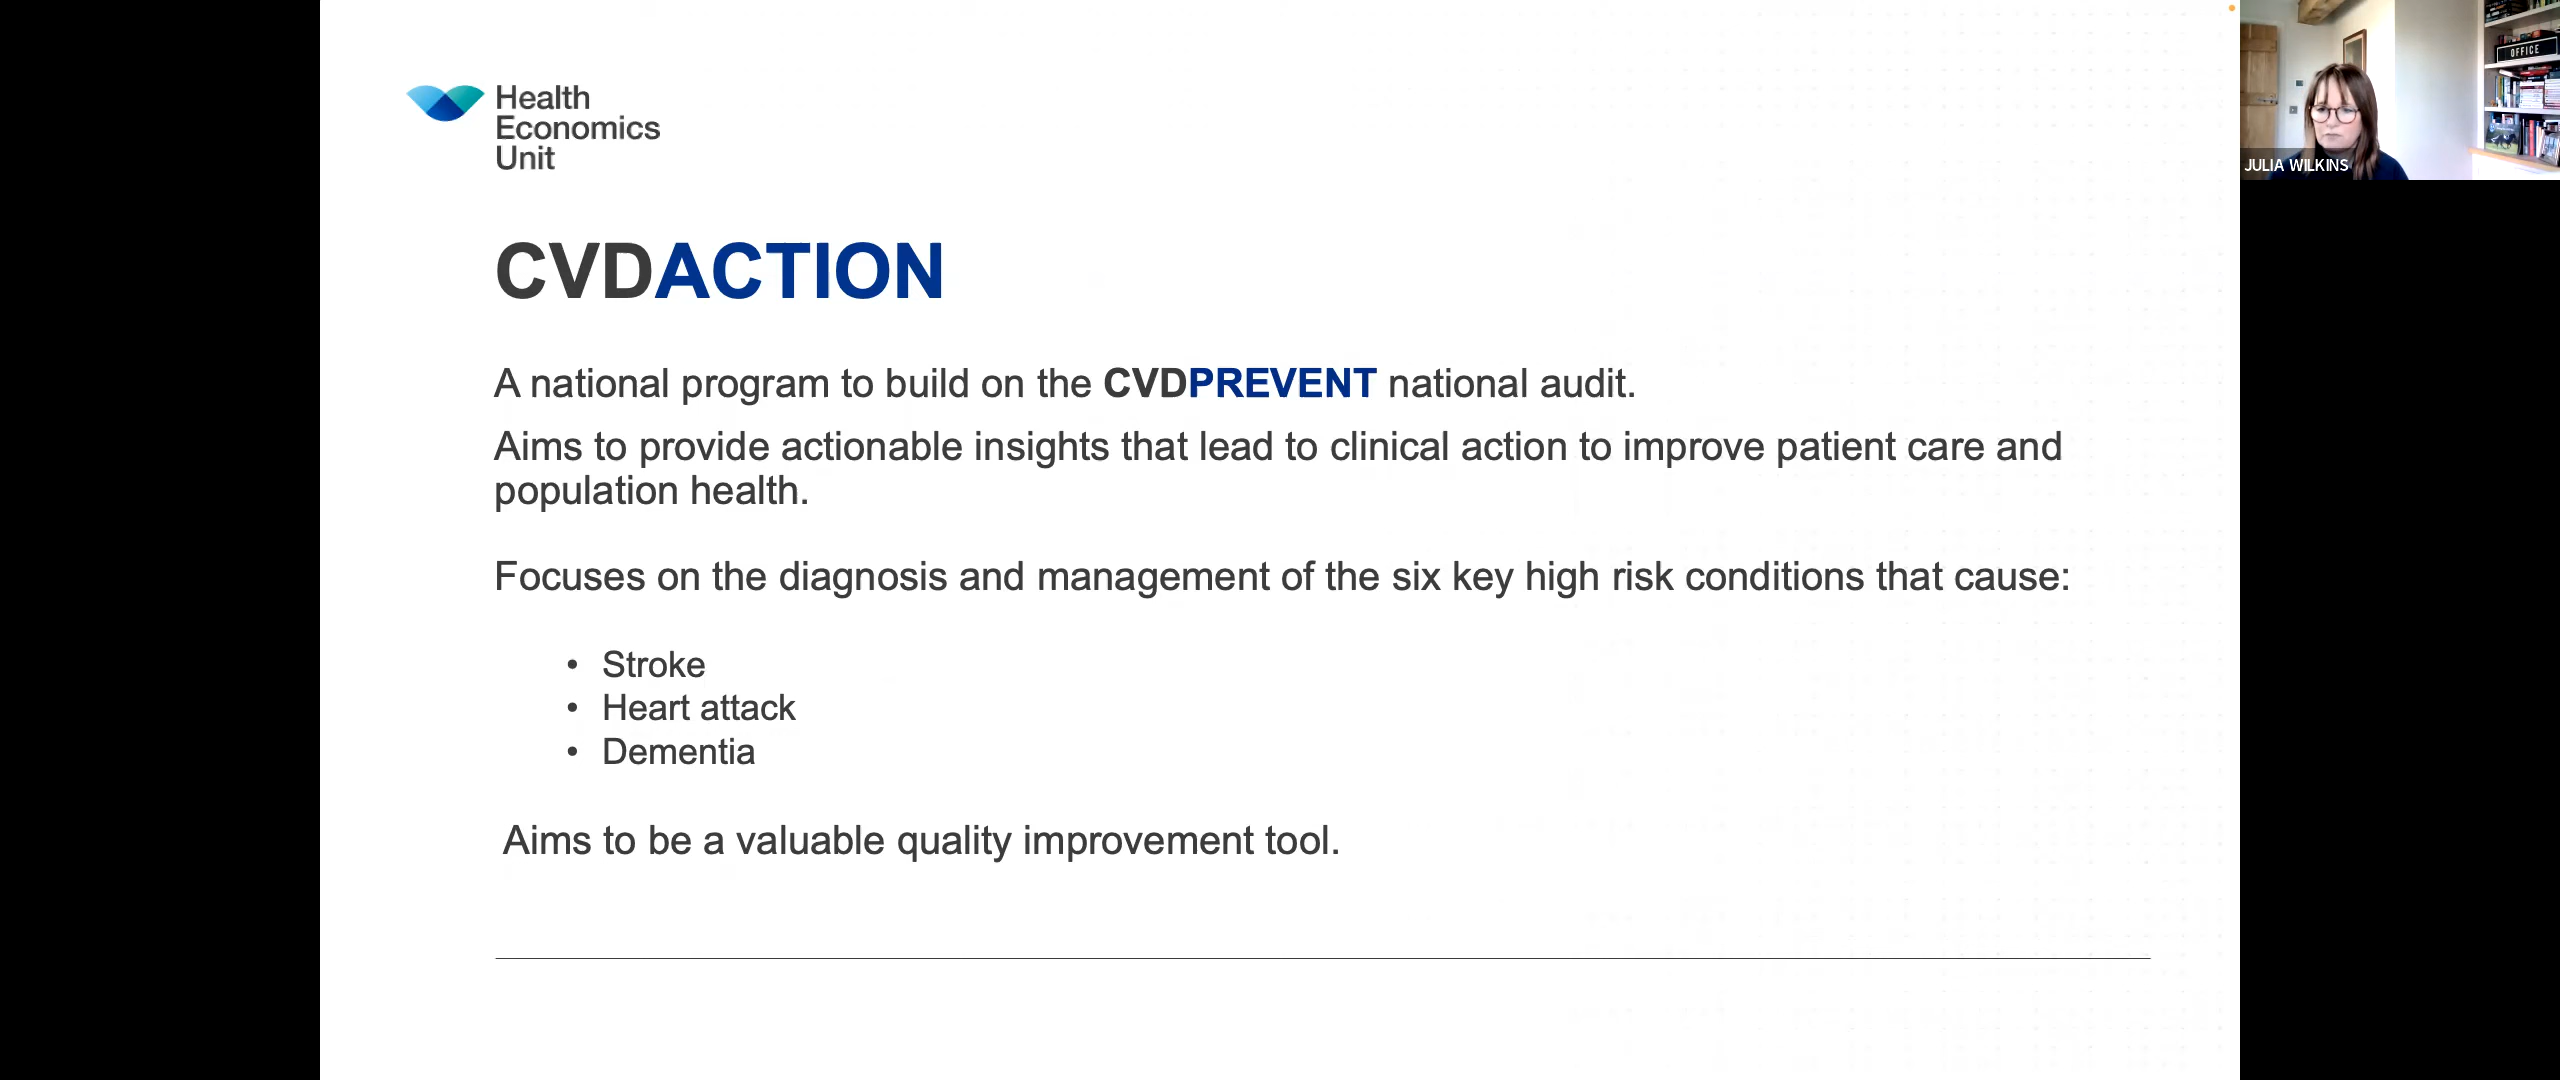 Health
Economics
Unit
CVDACTION
A national program to build on the CVDPREVENT national audit.
Aims to provide actionable insights that lead to clinical action to improve patient care and
population health.
Focuses on the diagnosis and management of the six key high risk conditions that cause:
• Stroke
• Heart attack
• Dementia
Aims to be a valuable quality improvement tool.
OFFICE
JULIA WILKINS